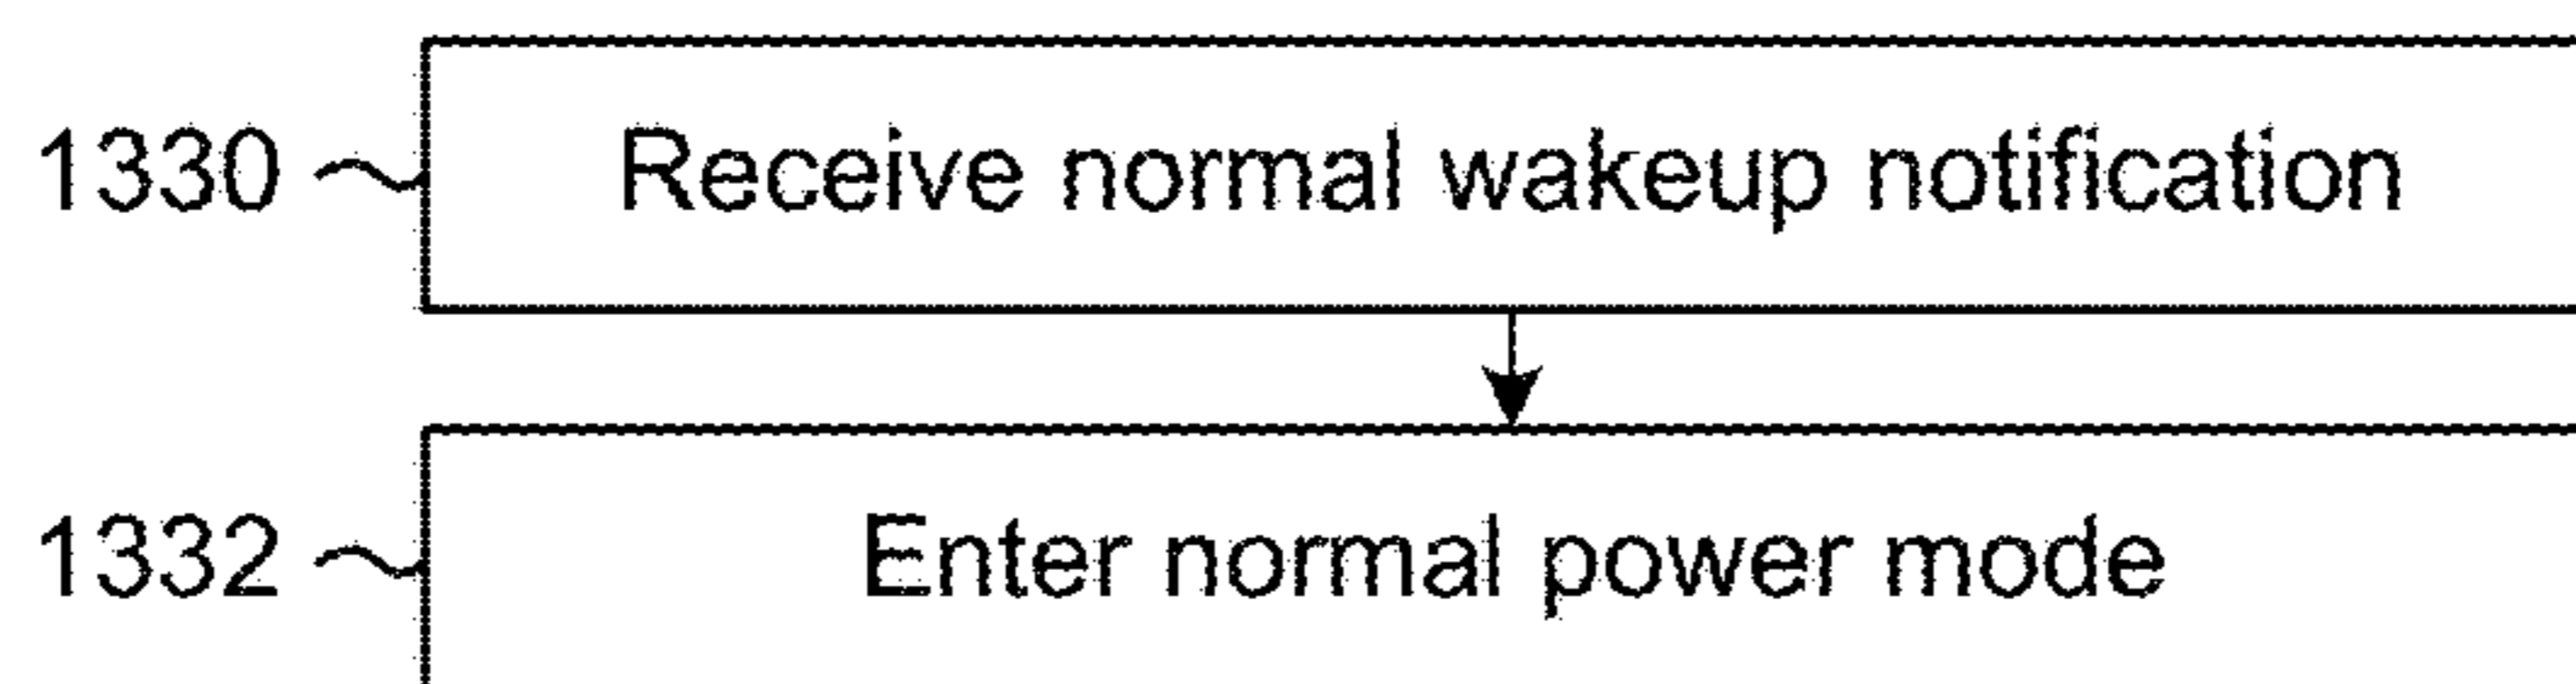 1330 Receive normal wakeup notification
1332 Enter normal power mode